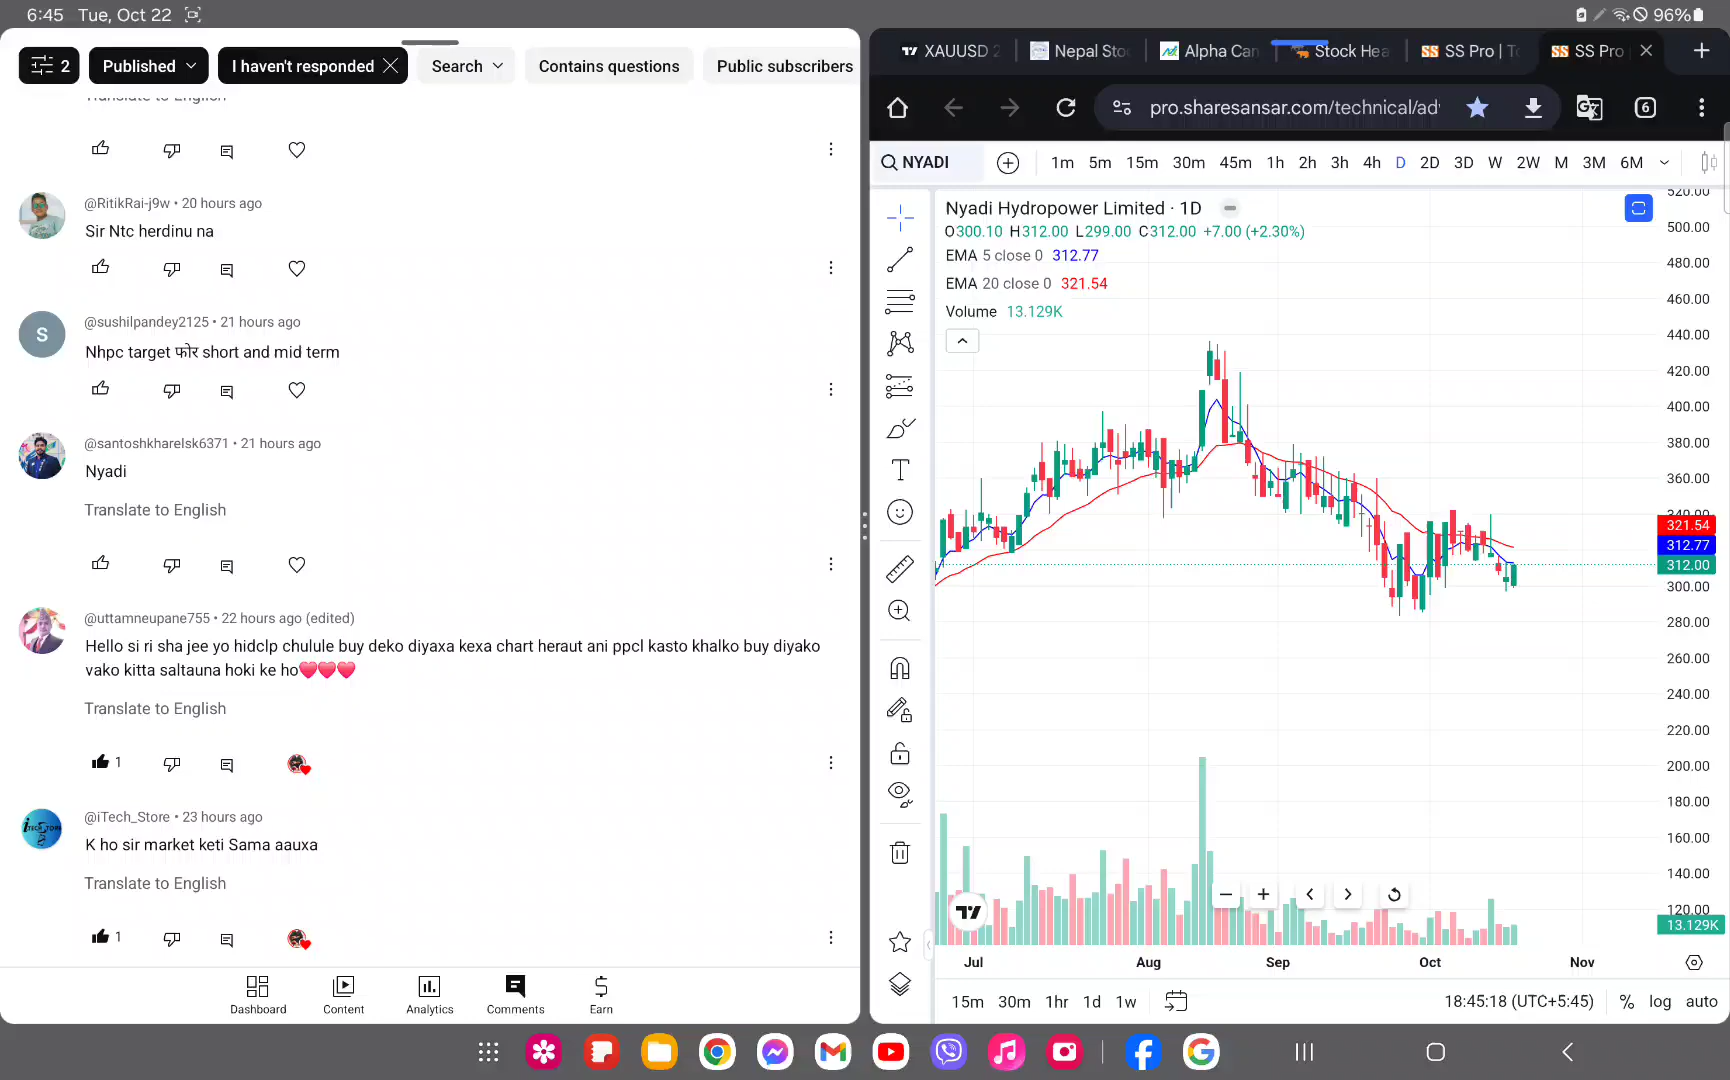 6:45 Tue, Oct 22
96%
2
Published
I haven't responded
Search
Contains questions
Public subscribers
Translate to English
@RitikRai-j9w • 20 hours ago
Sir Ntc herdinu na
S
@sushilpandey2125 • 21 hours ago
Nhpc target फोर short and mid term
@santoshkharelsk6371 • 21 hours ago
Nyadi
Translate to English
@uttamneupane755 • 22 hours ago (edited)
Hello si ri sha jee yo hidclp chulule buy deko diyaxa kexa chart heraut ani ppcl kasto khalko buy diyako
vako kitta saltauna hoki ke ho❤️❤️❤️
Translate to English
1
@iTech_Store • 23 hours ago
K ho sir market keti Sama aauxa
Translate to English
1
Dashboard
Content
Analytics
Comments
Earn
XAUUSD 2
Nepal Sto
Alpha Can
Stock Hea
SS Pro | To
SS Pro
pro.sharesansar.com/technical/ad
6
NYADI
1m 5m 15m 30m 45m 1h 2h 3h 4h D 2D 3D W 2W M 3M 6M
Nyadi Hydropower Limited · 1D
O300.10 H312.00 L299.00 C312.00 +7.00 (+2.30%)
EMA 5 close 0 312.77
EMA 20 close 0 321.54
Volume 13.129K
520.00
500.00
480.00
460.00
440.00
420.00
400.00
380.00
360.00
340.00
321.54
312.77
312.00
300.00
280.00
260.00
240.00
220.00
200.00
180.00
160.00
140.00
120.00
13.129K
Jul Aug Sep Oct Nov
15m 30m 1hr 1d 1w
18:45:18 (UTC+5:45) % log auto